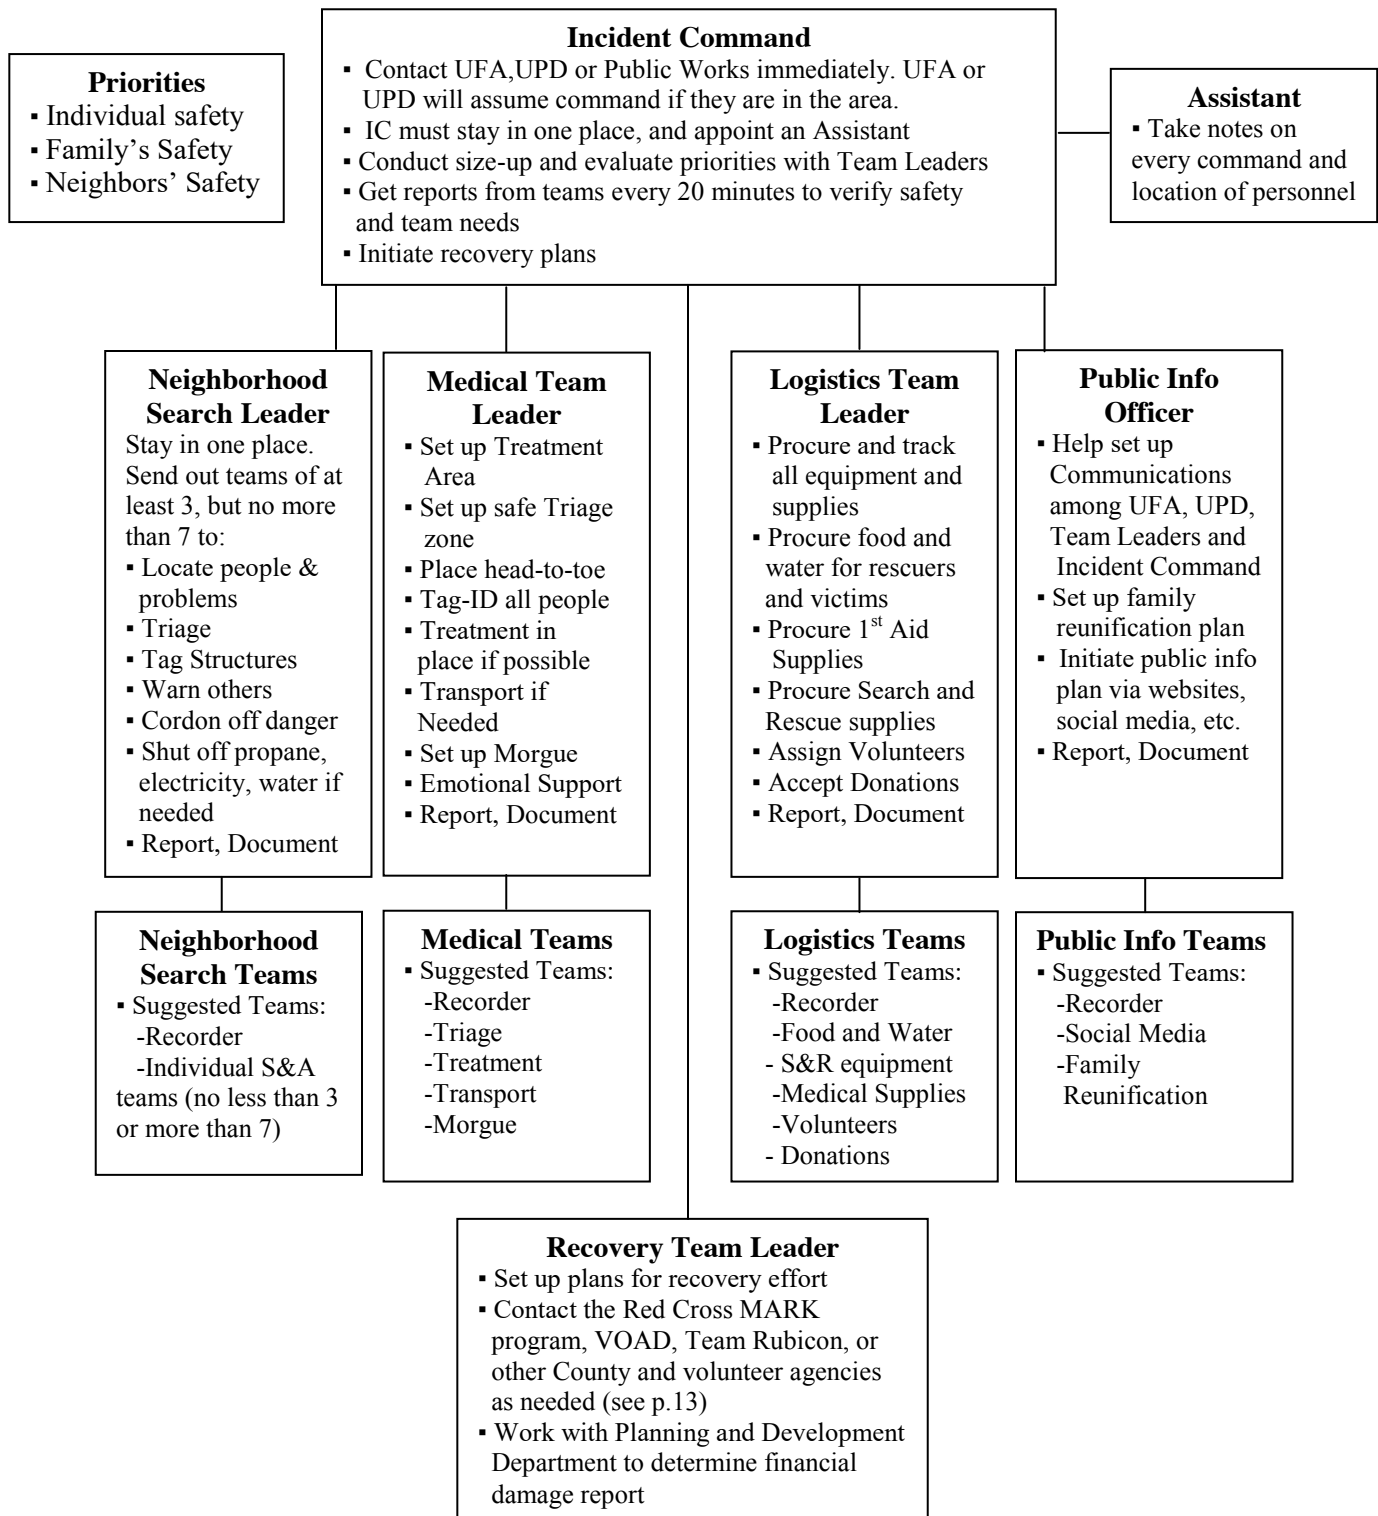 Priorities
▪ Individual safety
▪ Family’s Safety
▪ Neighbors’ Safety
Incident Command
▪ Contact UFA,UPD or Public Works immediately. UFA or
UPD will assume command if they are in the area.
▪ IC must stay in one place, and appoint an Assistant
▪ Conduct size-up and evaluate priorities with Team Leaders
▪ Get reports from teams every 20 minutes to verify safety
and team needs
▪ Initiate recovery plans
Assistant
▪ Take notes on
every command and
location of personnel
Neighborhood
Search Leader
Stay in one place.
Send out teams of at
least 3, but no more
than 7 to:
▪ Locate people &
problems
▪ Triage
▪ Tag Structures
▪ Warn others
▪ Cordon off danger
▪ Shut off propane,
electricity, water if
needed
▪ Report, Document
Medical Team
Leader
▪ Set up Treatment
Area
▪ Set up safe Triage
zone
▪ Place head-to-toe
▪ Tag-ID all people
▪ Treatment in
place if possible
▪ Transport if
Needed
▪ Set up Morgue
▪ Emotional Support
▪ Report, Document
Logistics Team
Leader
▪ Procure and track
all equipment and
supplies
▪ Procure food and
water for rescuers
and victims
▪ Procure 1st Aid
Supplies
▪ Procure Search and
Rescue supplies
▪ Assign Volunteers
▪ Accept Donations
▪ Report, Document
Public Info
Officer
▪ Help set up
Communications
among UFA, UPD,
Team Leaders and
Incident Command
▪ Set up family
reunification plan
▪ Initiate public info
plan via websites,
social media, etc.
▪ Report, Document
Neighborhood
Search Teams
▪ Suggested Teams:
-Recorder
-Individual S&A
teams (no less than 3
or more than 7)
Medical Teams
▪ Suggested Teams:
-Recorder
-Triage
-Treatment
-Transport
-Morgue
Logistics Teams
▪ Suggested Teams:
-Recorder
-Food and Water
- S&R equipment
-Medical Supplies
-Volunteers
- Donations
Public Info Teams
▪ Suggested Teams:
-Recorder
-Social Media
-Family
Reunification
Recovery Team Leader
▪ Set up plans for recovery effort
▪ Contact the Red Cross MARK
program, VOAD, Team Rubicon, or
other County and volunteer agencies
as needed (see p.13)
▪ Work with Planning and Development
Department to determine financial
damage report